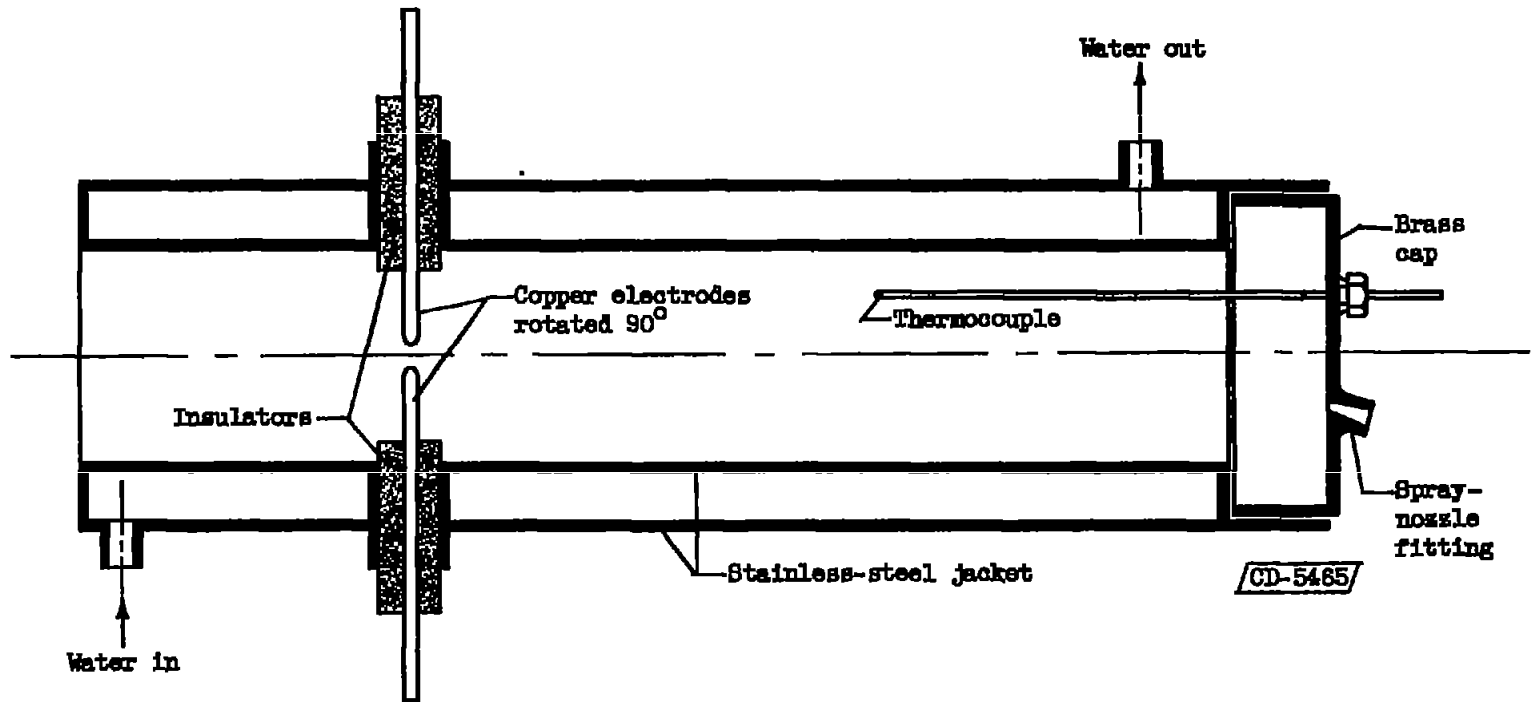 Water out
Brass
cap
Copper electrodes
rotated 90°
Thermocouple
Insulators
Spray-
nozzle
fitting
Stainless-steel jacket
CD-5465
Water in